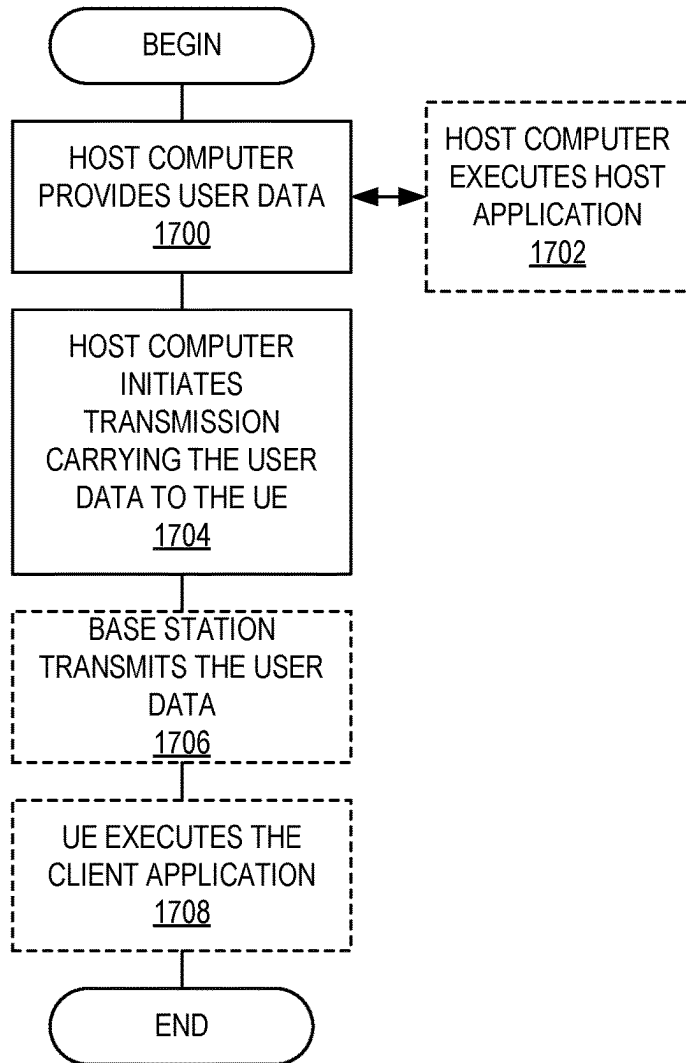 BEGIN
HOST COMPUTER
PROVIDES USER DATA
1700
HOST COMPUTER
EXECUTES HOST
APPLICATION
1702
HOST COMPUTER
INITIATES
TRANSMISSION
CARRYING THE USER
DATA TO THE UE
1704
BASE STATION
TRANSMITS THE USER
DATA
1706
UE EXECUTES THE
CLIENT APPLICATION
1708
END